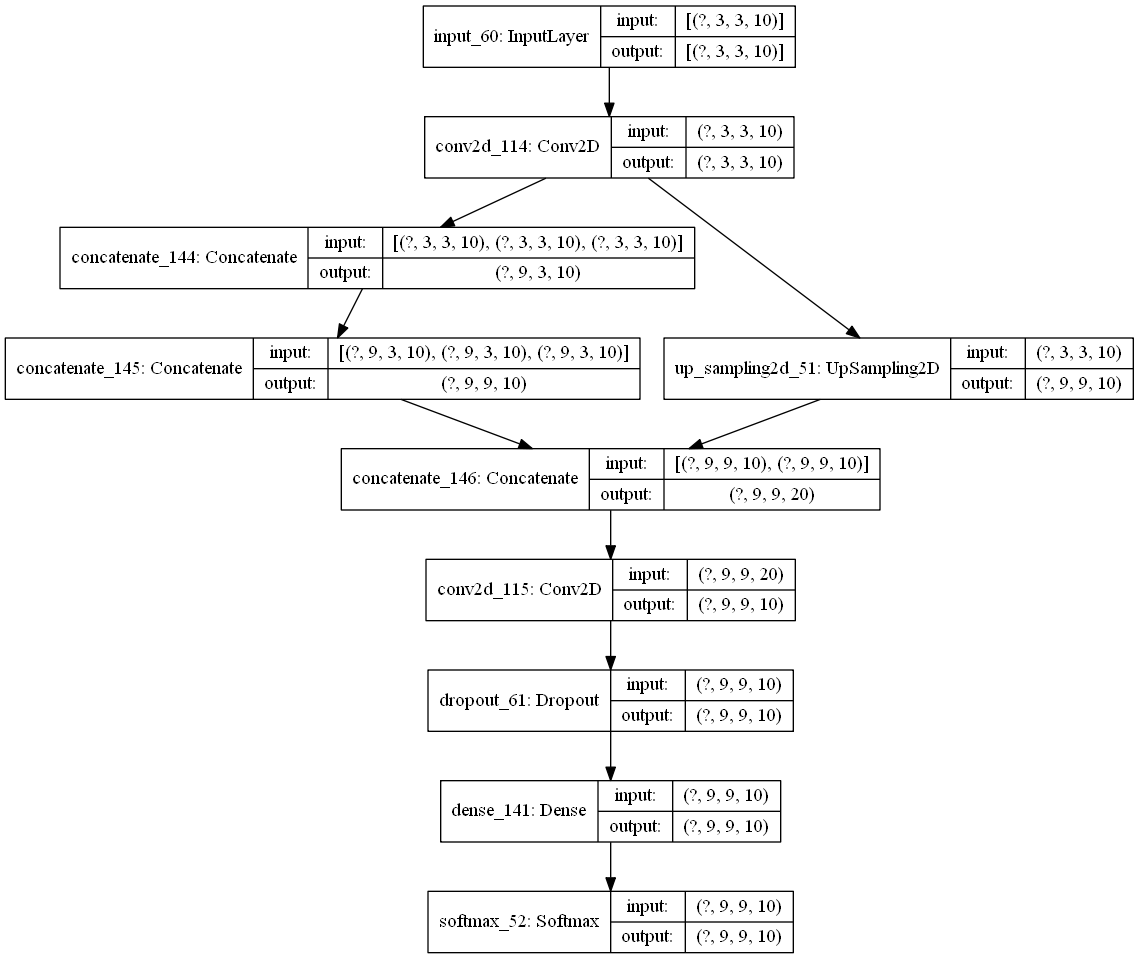 input_60: InputLayer
input: [(?, 3, 3, 10)]
output: [(?, 3, 3, 10)]
conv2d_114: Conv2D
input: (?, 3, 3, 10)
output: (?, 3, 3, 10)
concatenate_144: Concatenate
input: [(?, 3, 3, 10), (?, 3, 3, 10), (?, 3, 3, 10)]
output: (?, 9, 3, 10)
concatenate_145: Concatenate
input: [(?, 9, 3, 10), (?, 9, 3, 10), (?, 9, 3, 10)]
output: (?, 9, 9, 10)
up_sampling2d_51: UpSampling2D
input: (?, 3, 3, 10)
output: (?, 9, 9, 10)
concatenate_146: Concatenate
input: [(?, 9, 9, 10), (?, 9, 9, 10)]
output: (?, 9, 9, 20)
conv2d_115: Conv2D
input: (?, 9, 9, 20)
output: (?, 9, 9, 10)
dropout_61: Dropout
input: (?, 9, 9, 10)
output: (?, 9, 9, 10)
dense_141: Dense
input: (?, 9, 9, 10)
output: (?, 9, 9, 10)
softmax_52: Softmax
input: (?, 9, 9, 10)
output: (?, 9, 9, 10)